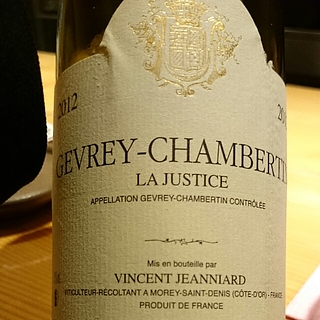 2012
GEVREY-CHAMBERTIN
LA JUSTICE
APPELLATION GEVREY-CHAMBERTIN CONTRÔLÉE
Mis en bouteille par
VINCENT JEANNIARD
VITICULTEUR-RÉCOLTANT A MOREY-SAINT-DENIS (CÔTE-D'OR) - FRANCE
PRODUIT DE FRANCE